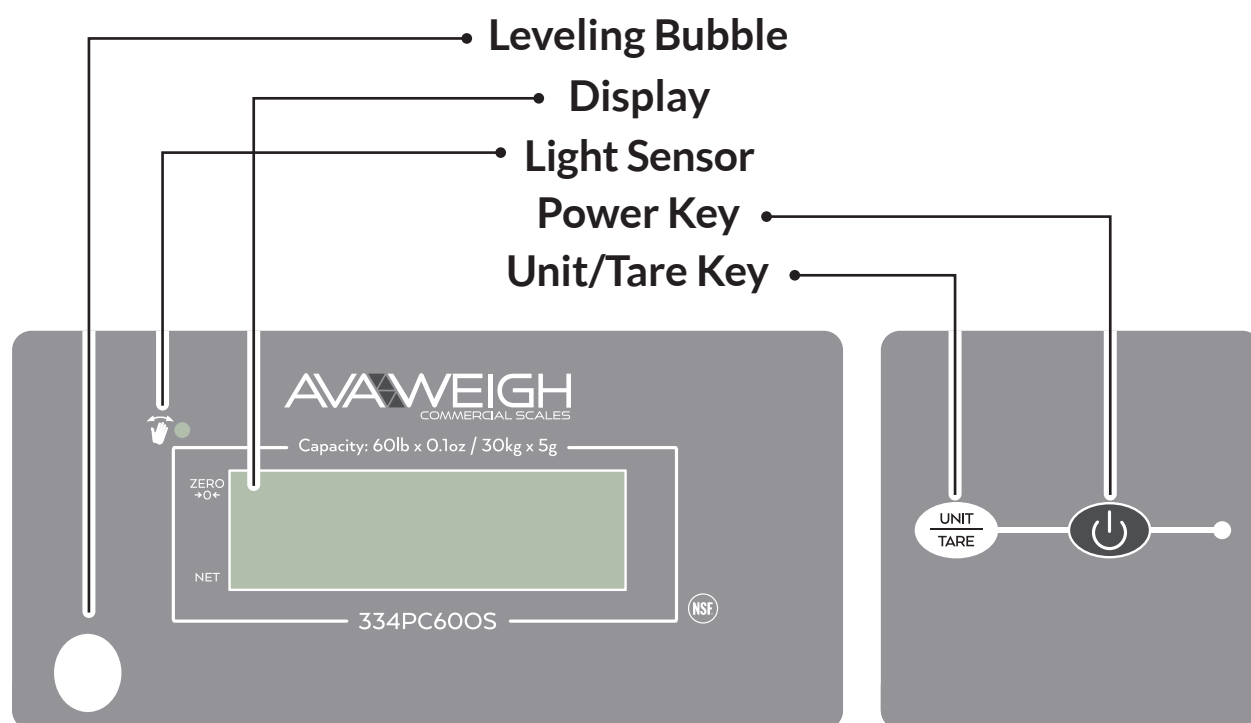 Leveling Bubble
Display
Light Sensor
Power Key
Unit/Tare Key
AVAWEIGH
COMMERCIAL SCALES
Capacity: 60lb x 0.1oz / 30kg x 5g
ZERO
→0←
NET
334PC60OS
NSF
UNIT
TARE